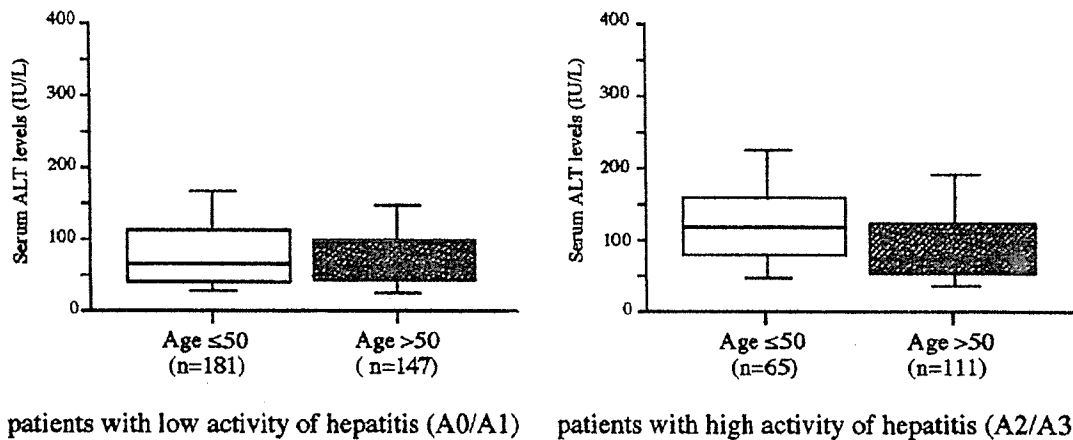 Serum ALT levels (IU/L)
400
300
200
100
0
Age ≤50
(n=181)
Age >50
( n=147)
patients with low activity of hepatitis (A0/A1)
Serum ALT levels (IU/L)
400
300
200
150
100
0
Age ≤50
(n=65)
Age >50
(n=111)
patients with high activity of hepatitis (A2/A3